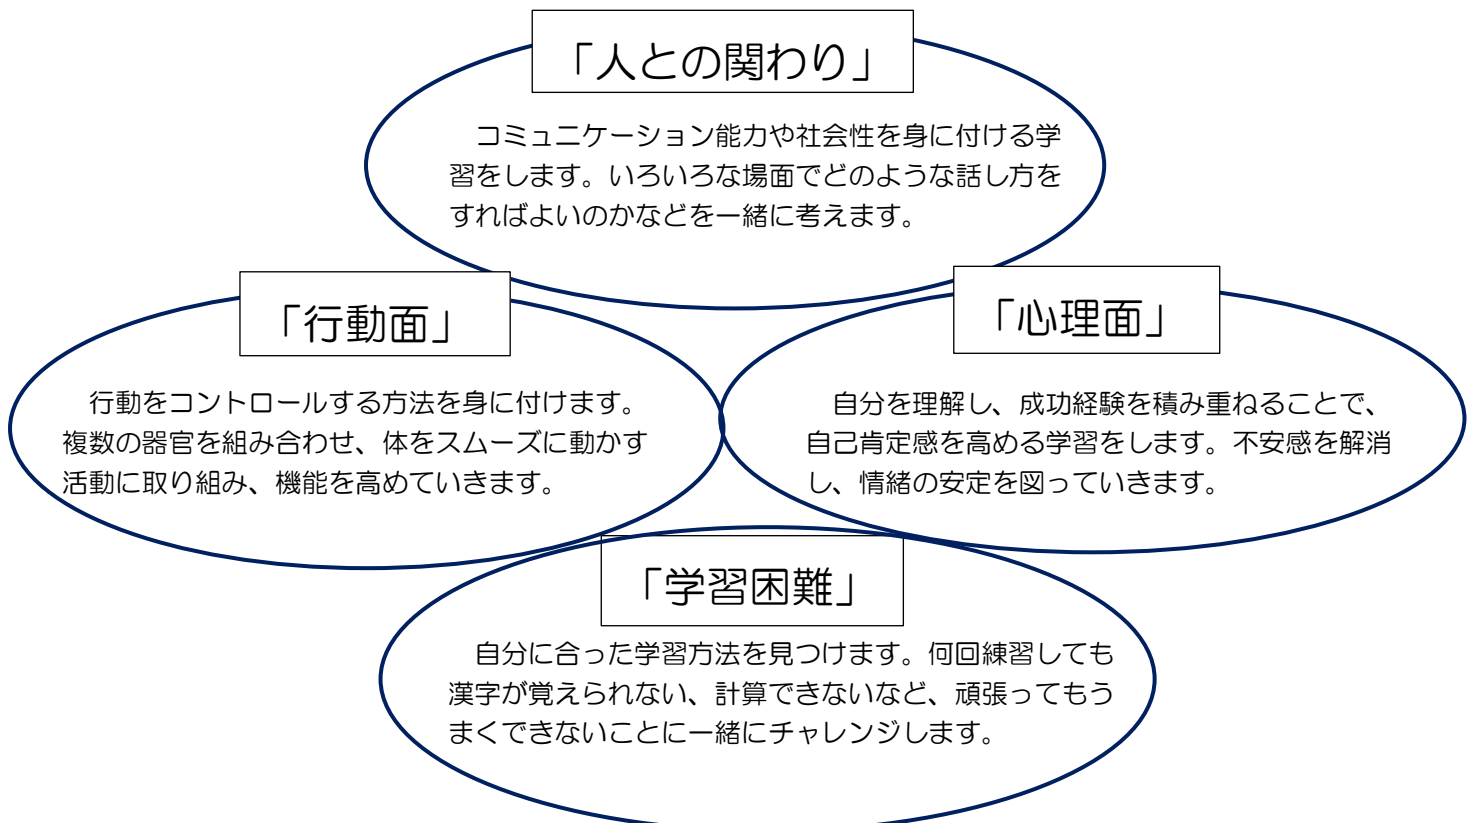 「人との関わり」
コミュニケーション能力や社会性を身に付ける学
習をします。いろいろな場面でどのような話し方を
すればよいのかなどを一緒に考えます。
「行動面」
行動をコントロールする方法を身に付けます。
複数の器官を組み合わせ、体をスムーズに動かす
活動に取り組み、機能を高めていきます。
「心理面」
自分を理解し、成功経験を積み重ねることで、
自己肯定感を高める学習をします。不安感を解消
し、情緒の安定を図っていきます。
「学習困難」
自分に合った学習方法を見つけます。何回練習しても
漢字が覚えられない、計算できないなど、頑張ってもう
まくできないことに一緒にチャレンジします。